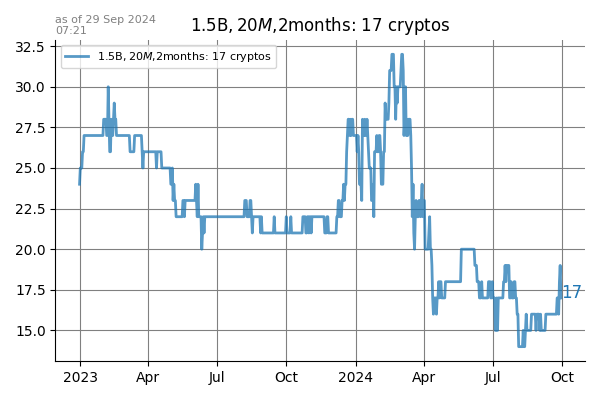 as of 29 Sep 2024
07:21
1.5B, 20M,2months: 17 cryptos
1.5B, 20M,2months: 17 cryptos
32.5
30.0
27.5
25.0
22.5
20.0
17.5
15.0
17
2023 Apr Jul Oct 2024 Apr Jul Oct